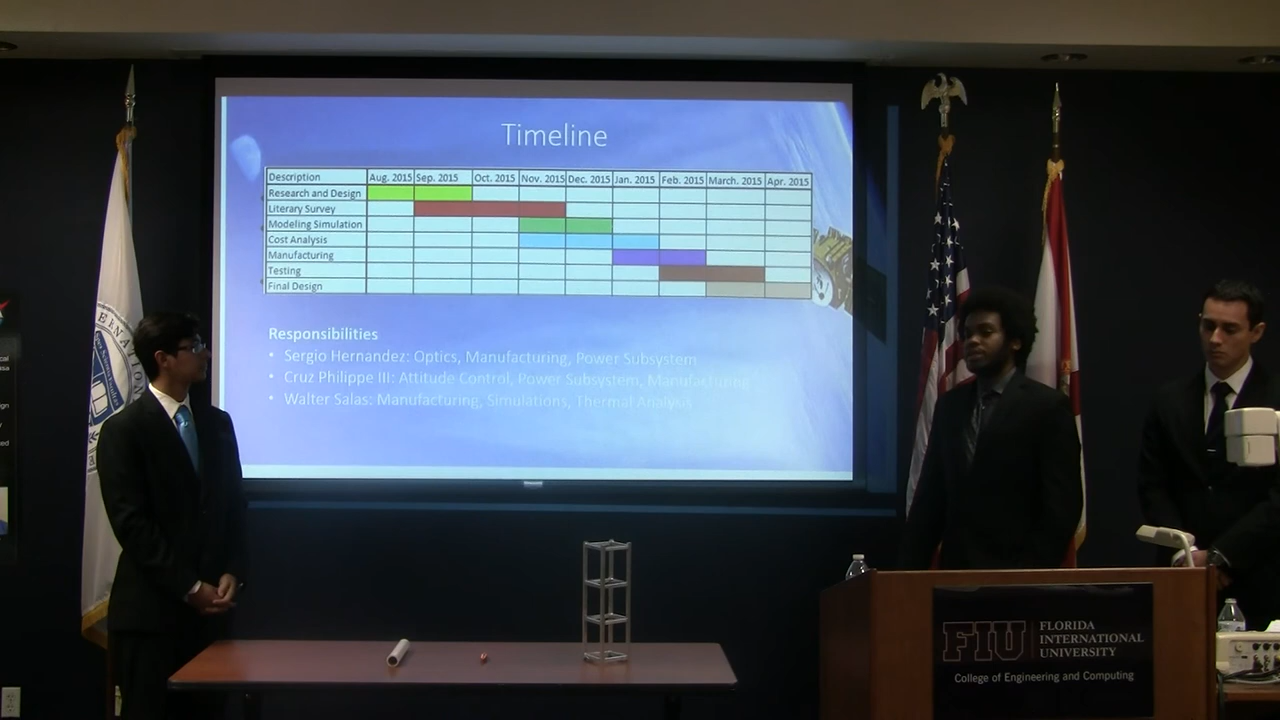 Timeline
Description Aug. 2015 Sep. 2015 Oct. 2015 Nov. 2015 Dec. 2015 Jan. 2015 Feb. 2015 March. 2015 Apr. 2015
Research and Design
Literary Survey
Modeling Simulation
Cost Analysis
Manufacturing
Testing
Final Design
Responsibilities
• Sergio Hernandez: Optics, Manufacturing, Power Subsystem
• Cruz Philippe III: Attitude Control, Power Subsystem, Manufacturing
• Walter Salas: Manufacturing, Simulations, Thermal Analysis
FIU FLORIDA
INTERNATIONAL
UNIVERSITY
College of Engineering and Computing